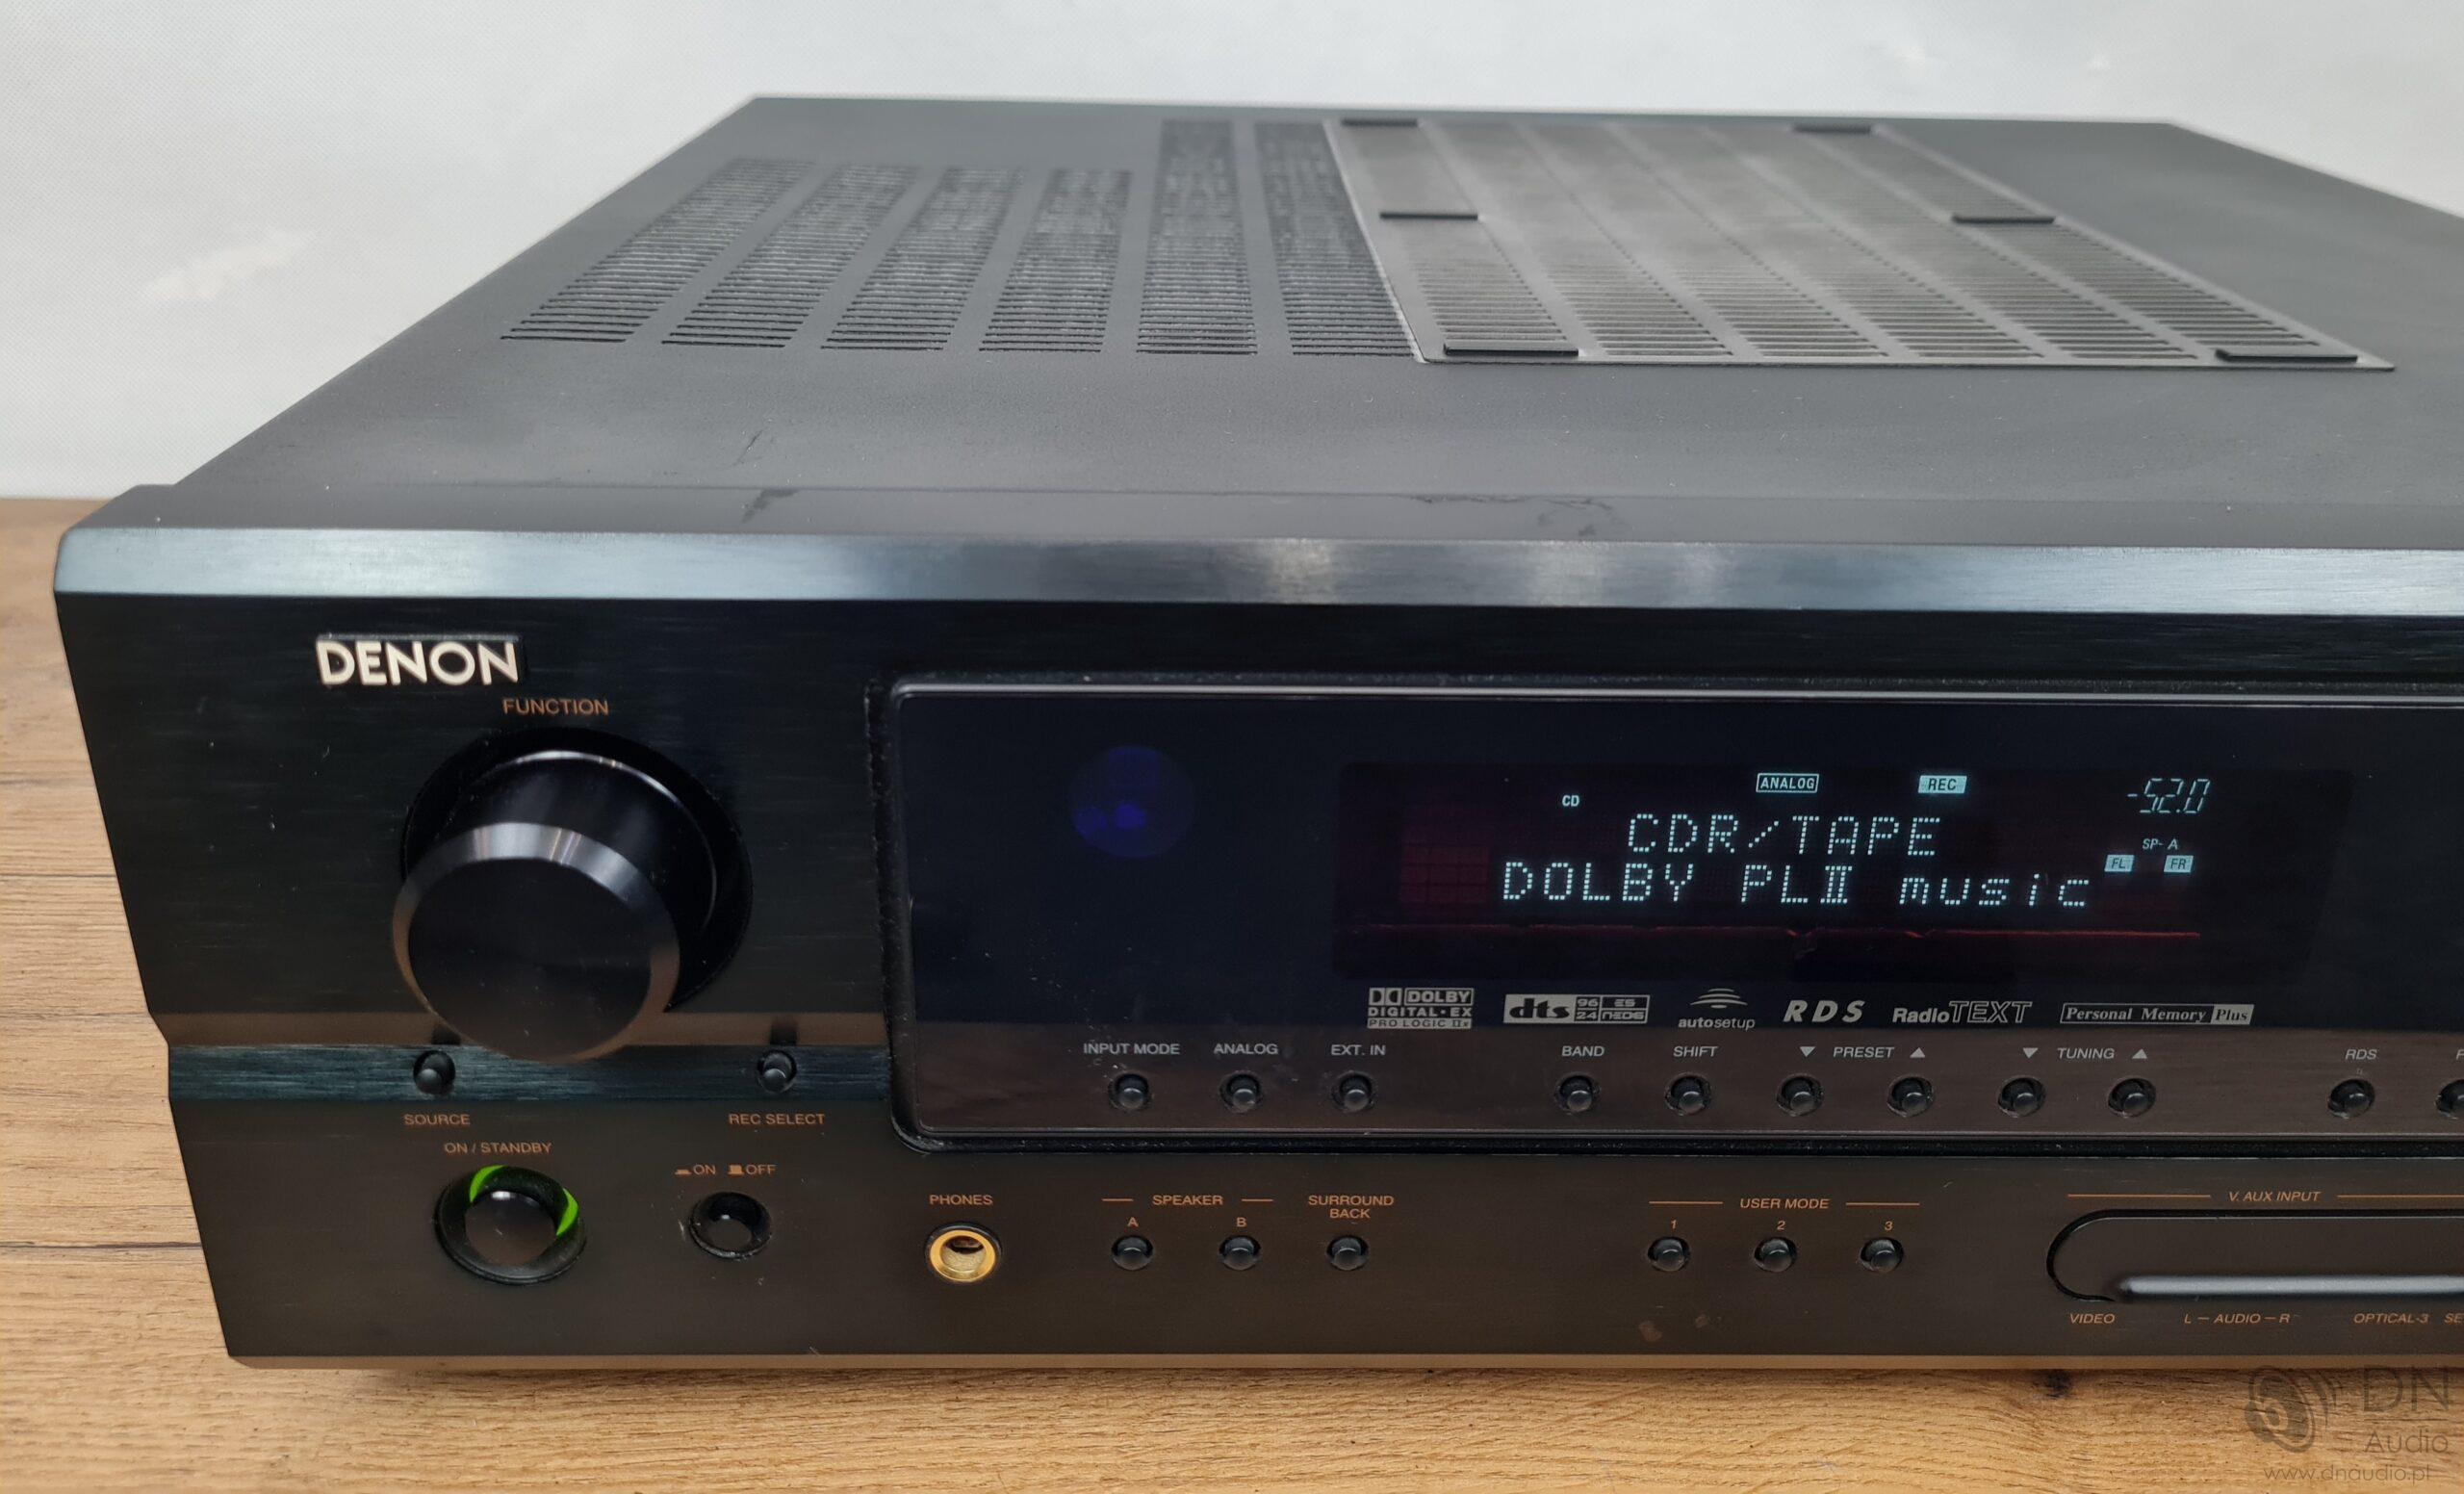 DENON
FUNCTION
ANALOG REC -52.0
CD
CDR/TAPE
SP- A
FL FR
DOLBY PLⅡ music
DOLBY
DIGITAL·EX
PRO LOGIC IIx
dts 96 24 ES NEO:6
autosetup
RDS
RadioTEXT
Personal Memory Plus
INPUT MODE ANALOG EXT. IN BAND SHIFT ▼ PRESET ▲ ▼ TUNING ▲ RDS
SOURCE REC SELECT
ON / STANDBY
ON OFF
PHONES
SPEAKER
A B
SURROUND
BACK
USER MODE
1 2 3
V. AUX INPUT
VIDEO L — AUDIO — R OPTICAL-3
DN
Audio
www.dnaudio.pl